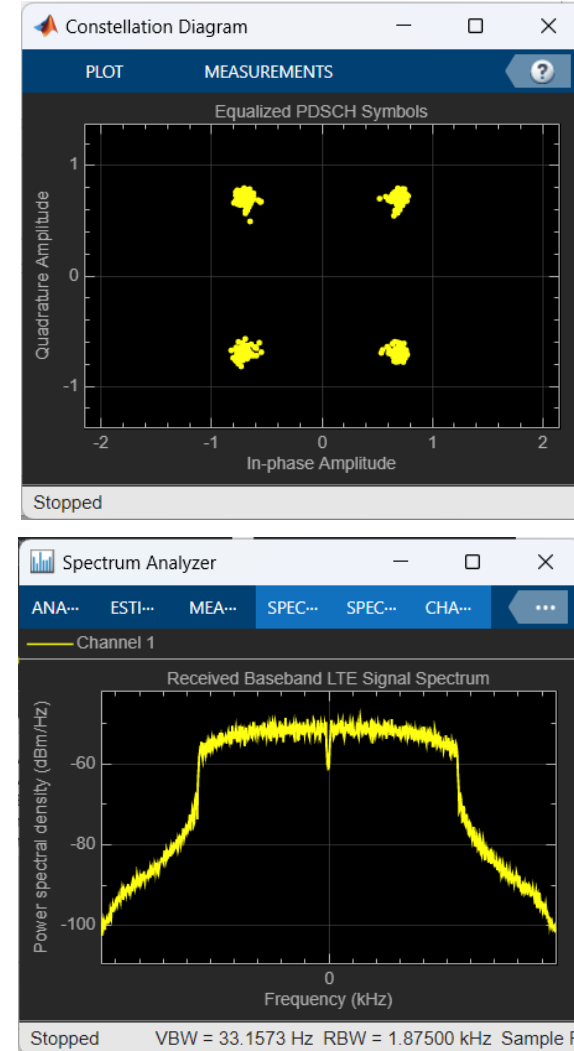 Constellation Diagram
PLOT MEASUREMENTS ?
Equalized PDSCH Symbols
Quadrature Amplitude
1
0
-1
-2 -1 0 1 2
In-phase Amplitude
Stopped
Spectrum Analyzer
ANA··· ESTI··· MEA··· SPEC··· SPEC··· CHA··· ···
Channel 1
Received Baseband LTE Signal Spectrum
Power spectral density (dBm/Hz)
-60
-80
-100
0
Frequency (kHz)
Stopped VBW = 33.1573 Hz RBW = 1.87500 kHz Sample